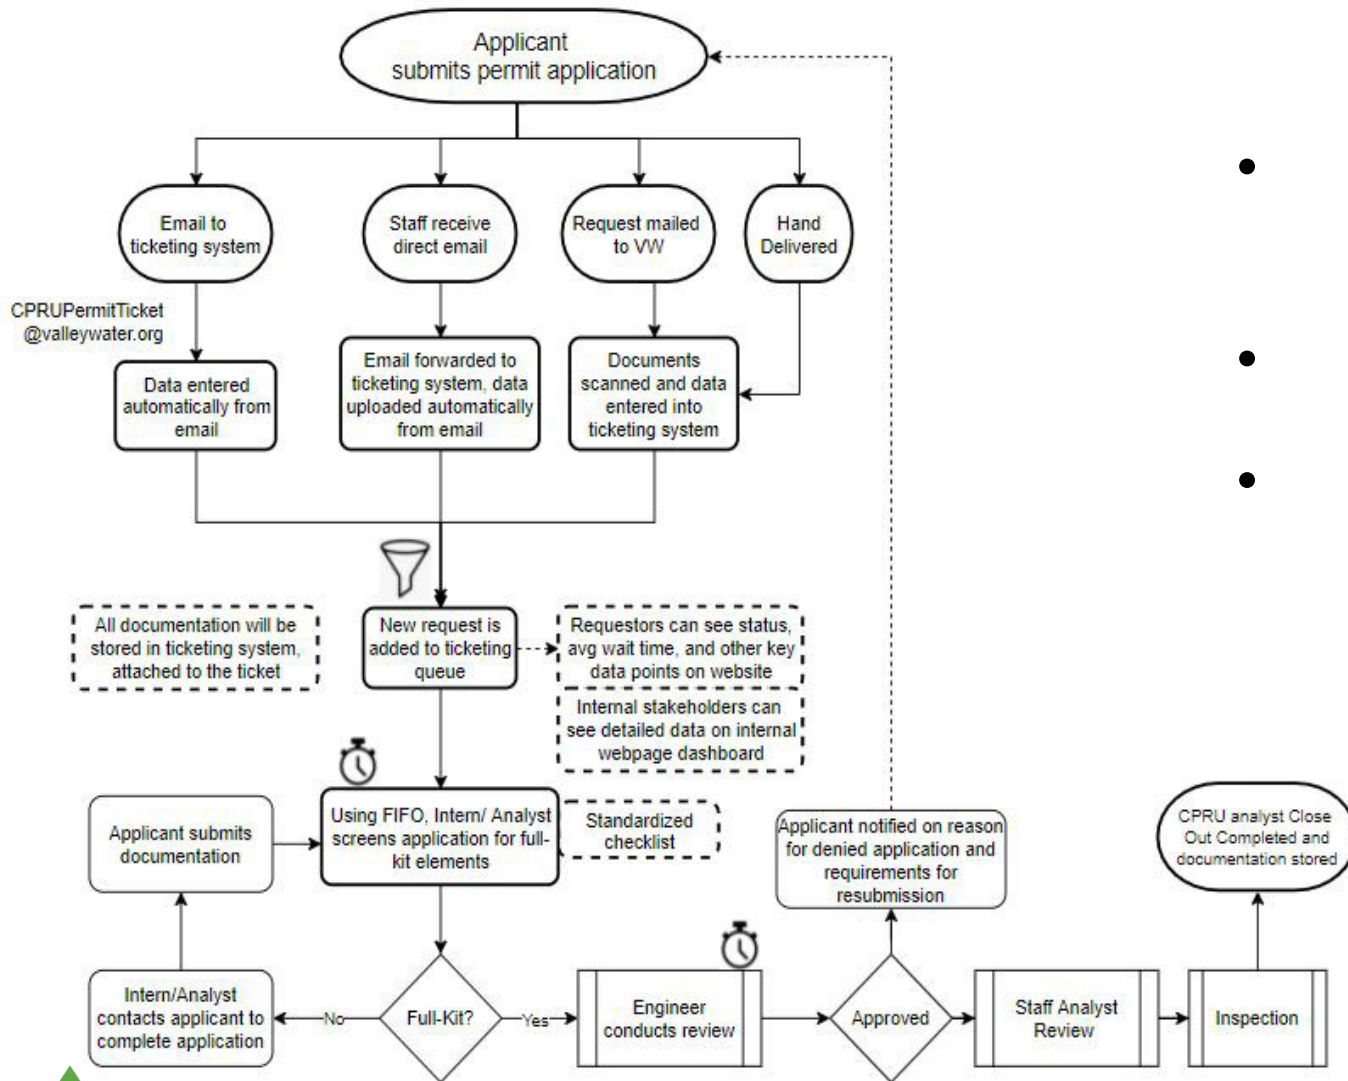 Applicant
submits permit application
Email to
ticketing system
Staff receive
direct email
Request mailed
to VW
Hand
Delivered
CPRUPermitTicket
@valleywater.org
Data entered
automatically from
email
Email forwarded to
ticketing system, data
uploaded automatically
from email
Documents
scanned and data
entered into
ticketing system
All documentation will be
stored in ticketing system,
attached to the ticket
New request is
added to ticketing
queue
Requestors can see status,
avg wait time, and other key
data points on website
Internal stakeholders can
see detailed data on internal
webpage dashboard
Applicant submits
documentation
Using FIFO, Intern/ Analyst
screens application for full-
kit elements
Standardized
checklist
Applicant notified on reason
for denied application and
requirements for
resubmission
CPRU analyst Close
Out Completed and
documentation stored
Intern/Analyst
contacts applicant to
complete application
No
Full-Kit?
Yes
Engineer
conducts review
Approved
Staff Analyst
Review
Inspection